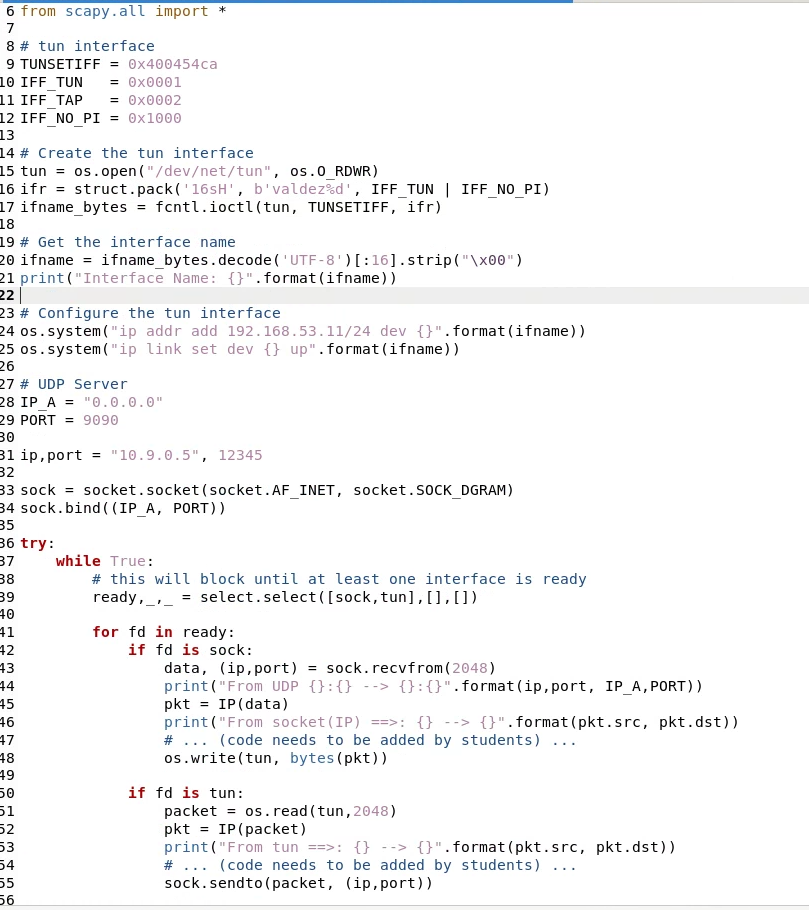 6 from scapy.all import *
7
8 # tun interface
9 TUNSETIFF = 0x400454ca
10 IFF_TUN   = 0x0001
11 IFF_TAP   = 0x0002
12 IFF_NO_PI = 0x1000
13
14 # Create the tun interface
15 tun = os.open("/dev/net/tun", os.O_RDWR)
16 ifr = struct.pack('16sH', b'valdez%d', IFF_TUN | IFF_NO_PI)
17 ifname_bytes = fcntl.ioctl(tun, TUNSETIFF, ifr)
18
19 # Get the interface name
20 ifname = ifname_bytes.decode('UTF-8')[:16].strip("\x00")
21 print("Interface Name: {}".format(ifname))
22
23 # Configure the tun interface
24 os.system("ip addr add 192.168.53.11/24 dev {}".format(ifname))
25 os.system("ip link set dev {} up".format(ifname))
26
27 # UDP Server
28 IP_A = "0.0.0.0"
29 PORT = 9090
30
31 ip,port = "10.9.0.5", 12345
32
33 sock = socket.socket(socket.AF_INET, socket.SOCK_DGRAM)
34 sock.bind((IP_A, PORT))
35
36 try:
37     while True:
38         # this will block until at least one interface is ready
39         ready,_,_ = select.select([sock,tun],[],[])
40
41         for fd in ready:
42             if fd is sock:
43                 data, (ip,port) = sock.recvfrom(2048)
44                 print("From UDP {}:{} --> {}:{}".format(ip,port, IP_A,PORT))
45                 pkt = IP(data)
46                 print("From socket(IP) ==>: {} --> {}".format(pkt.src, pkt.dst))
47                 # ... (code needs to be added by students) ...
48                 os.write(tun, bytes(pkt))
49
50             if fd is tun:
51                 packet = os.read(tun,2048)
52                 pkt = IP(packet)
53                 print("From tun ==>: {} --> {}".format(pkt.src, pkt.dst))
54                 # ... (code needs to be added by students) ...
55                 sock.sendto(packet, (ip,port))
56